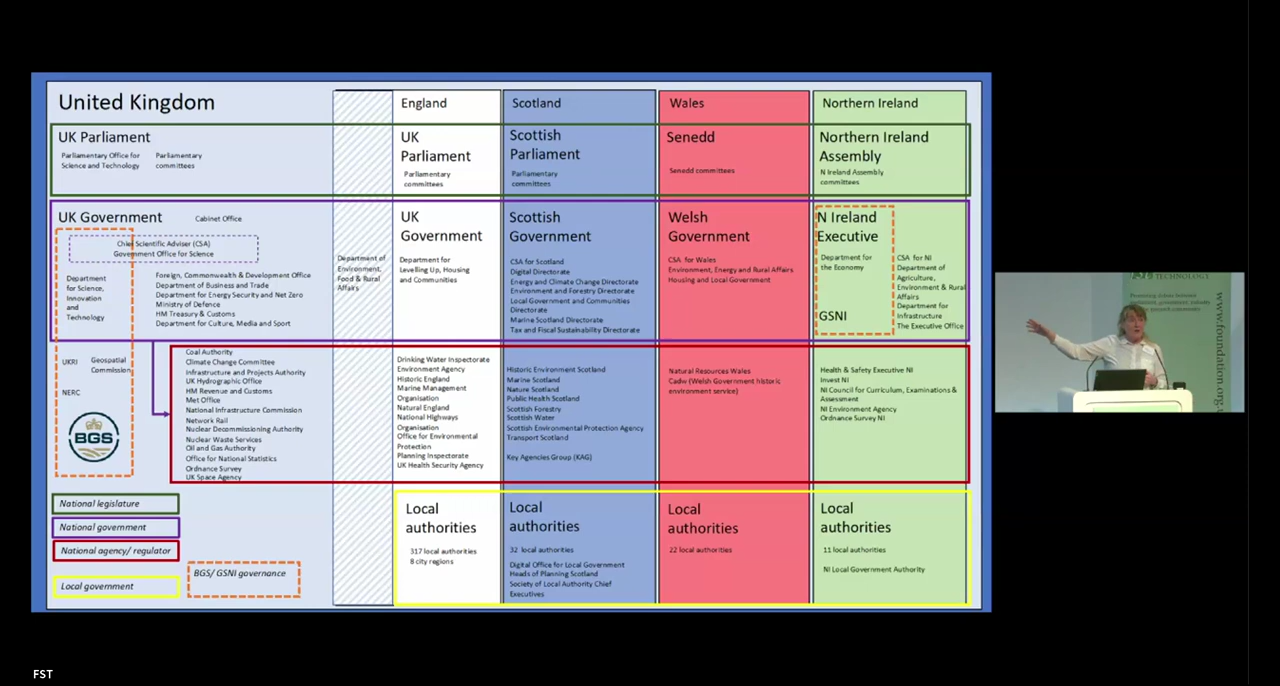 United Kingdom
England
Scotland
Wales
Northern Ireland
UK Parliament
Parliamentary Office for
Science and Technology
Parliamentary
committees
UK
Parliament
Parliamentary
committees
Scottish
Parliament
Parliamentary
committees
Senedd
Senedd committees
Northern Ireland
Assembly
N Ireland Assembly
committees
UK Government
Cabinet Office
Chief Scientific Adviser (CSA)
Government Office for Science
Department
for Science,
Innovation
and
Technology
Foreign, Commonwealth & Development Office
Department of Business and Trade
Department for Energy Security and Net Zero
Ministry of Defence
HM Treasury & Customs
Department for Culture, Media and Sport
Department of
Environment,
Food & Rural
Affairs
UK
Government
Department for
Levelling Up, Housing
and Communities
Scottish
Government
CSA for Scotland
Digital Directorate
Energy and Climate Change Directorate
Environment and Forestry Directorate
Local Government and Communities
Directorate
Marine Scotland Directorate
Tax and Fiscal Sustainability Directorate
Welsh
Government
CSA for Wales
Environment, Energy and Rural Affairs
Housing and Local Government
N Ireland
Executive
Department for
the Economy
GSNI
CSA for NI
Department of
Agriculture,
Environment & Rural
Affairs
Department for
Infrastructure
The Executive Office
UKRI
Geospatial
Commission
NERC
BGS
Coal Authority
Climate Change Committee
Infrastructure and Projects Authority
UK Hydrographic Office
HM Revenue and Customs
Met Office
National Infrastructure Commission
Network Rail
Nuclear Decommissioning Authority
Nuclear Waste Services
Oil and Gas Authority
Office for National Statistics
Ordnance Survey
UK Space Agency
Drinking Water Inspectorate
Environment Agency
Historic England
Marine Management
Organisation
Natural England
National Highways
Organisation
Office for Environmental
Protection
Planning Inspectorate
UK Health Security Agency
Historic Environment Scotland
Marine Scotland
Nature Scotland
Public Health Scotland
Scottish Forestry
Scottish Water
Scottish Environmental Protection Agency
Transport Scotland
Key Agencies Group (KAG)
Natural Resources Wales
Cadw (Welsh Government historic
environment service)
Health & Safety Executive NI
Invest NI
NI Council for Curriculum, Examinations &
Assessment
NI Environment Agency
Ordnance Survey NI
National legislature
National government
National agency/ regulator
Local government
BGS/ GSNI governance
Local
authorities
317 local authorities
8 city regions
Local
authorities
32 local authorities
Digital Office for Local Government
Heads of Planning Scotland
Society of Local Authority Chief
Executives
Local
authorities
22 local authorities
Local
authorities
11 local authorities
NI Local Government Authority
TECHNOLOGY
www.foundation.org.u
FST